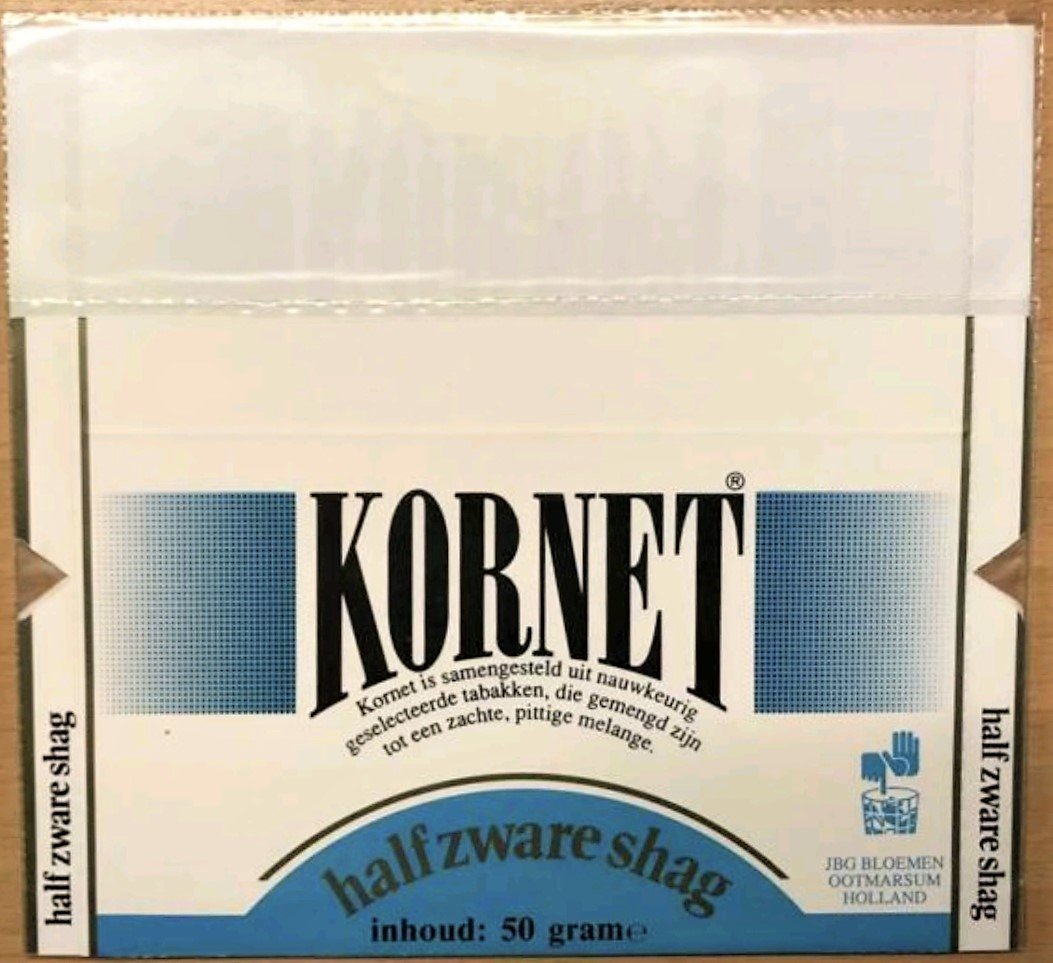 KORNET®
Kornet is samengesteld uit nauwkeurig
geselecteerde tabakken, die gemengd zijn
tot een zachte, pittige melange.
half zware shag
half zware shag
half zware shag
inhoud: 50 gram℮
JBG BLOEMEN
OOTMARSUM
HOLLAND